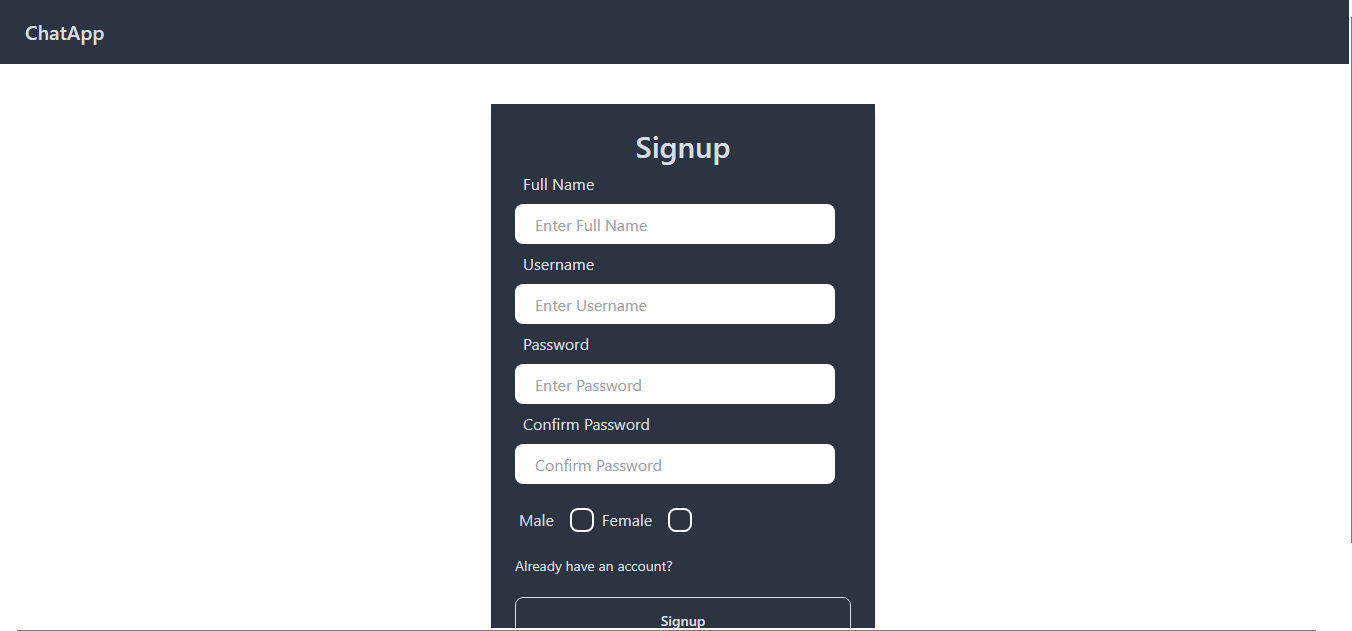 ChatApp
Signup
Full Name
Enter Full Name
Username
Enter Username
Password
Enter Password
Confirm Password
Confirm Password
Male Female
Already have an account?
Signup